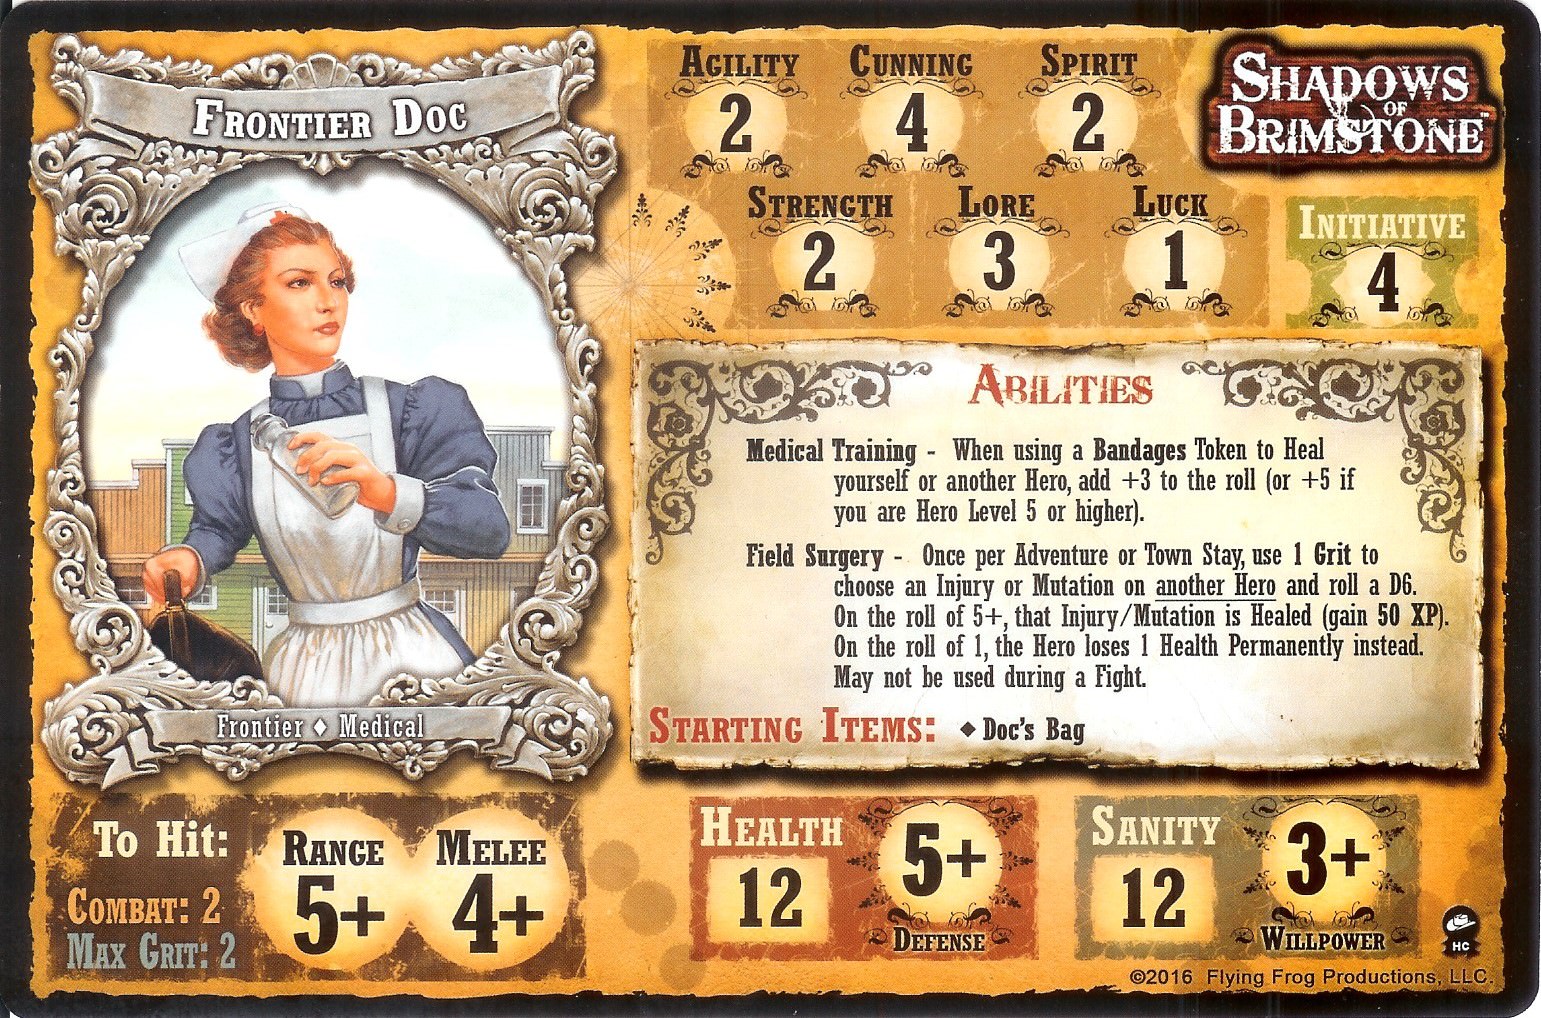 Frontier Doc
Agility
2
Cunning
4
Spirit
2
Shadows
of
Brimstone™
Strength
2
Lore
3
Luck
1
Initiative
4
Abilities
Medical Training - When using a Bandages Token to Heal
yourself or another Hero, add +3 to the roll (or +5 if
you are Hero Level 5 or higher).
Field Surgery - Once per Adventure or Town Stay, use 1 Grit to
choose an Injury or Mutation on another Hero and roll a D6.
On the roll of 5+, that Injury/Mutation is Healed (gain 50 XP).
On the roll of 1, the Hero loses 1 Health Permanently instead.
May not be used during a Fight.
Starting Items: ◆ Doc's Bag
Frontier ◆ Medical
To Hit:
Combat: 2
Max Grit: 2
Range
5+
Melee
4+
Health
12
5+
Defense
Sanity
12
3+
Willpower
HC
©2016 Flying Frog Productions, LLC.